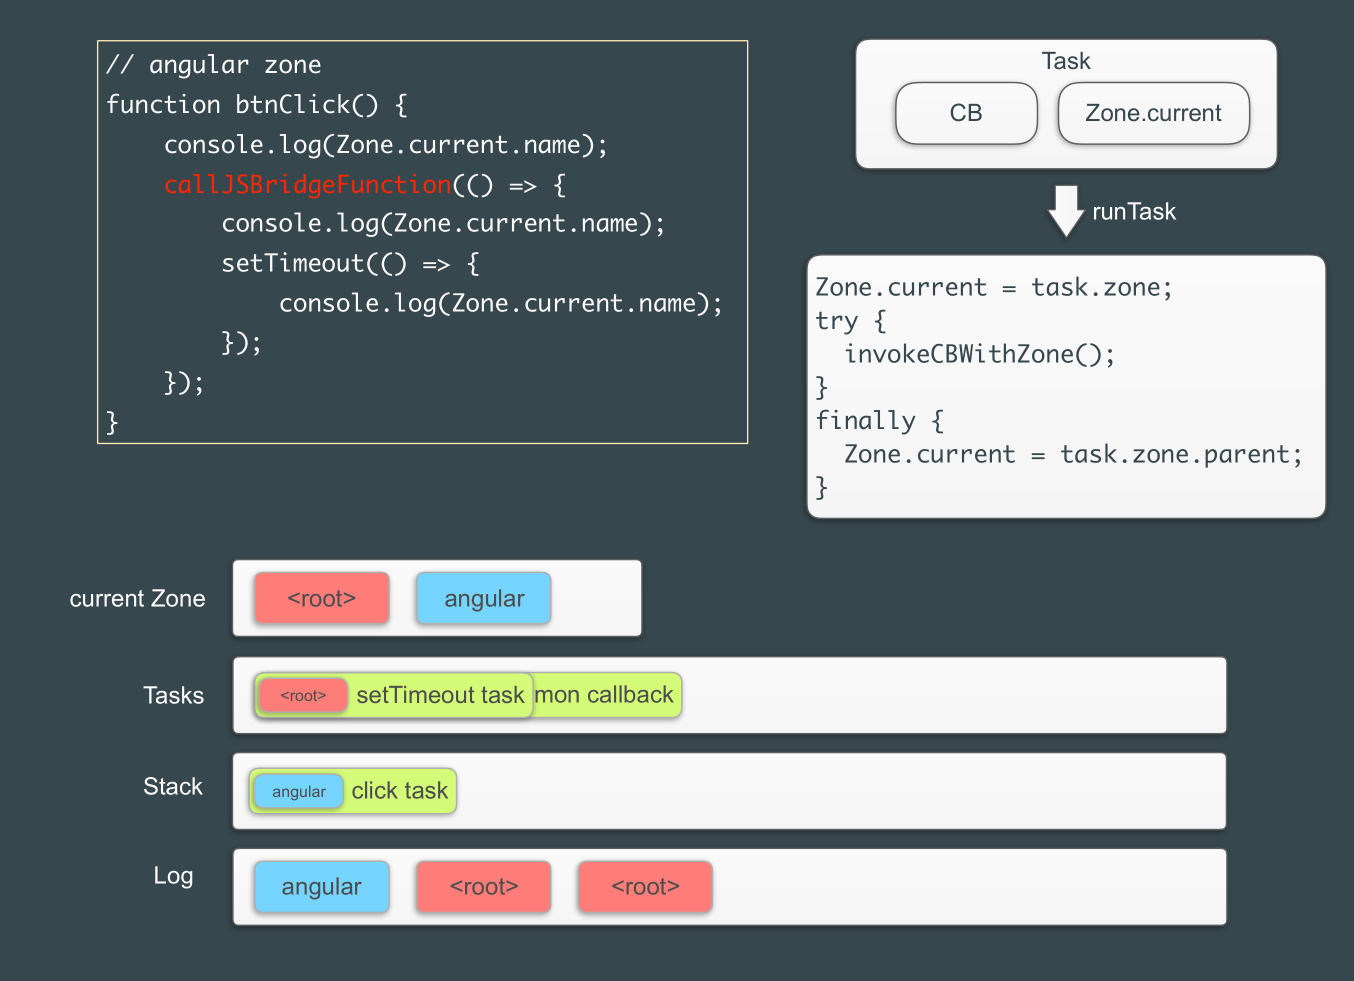 // angular zone
function btnClick() {
    console.log(Zone.current.name);
    callJSBridgeFunction(() => {
        console.log(Zone.current.name);
        setTimeout(() => {
            console.log(Zone.current.name);
        });
    });
}
Task
CB
Zone.current
runTask
Zone.current = task.zone;
try {
  invokeCBWithZone();
}
finally {
  Zone.current = task.zone.parent;
}
current Zone
<root>
angular
Tasks
<root>
setTimeout task
mon callback
Stack
angular
click task
Log
angular
<root>
<root>